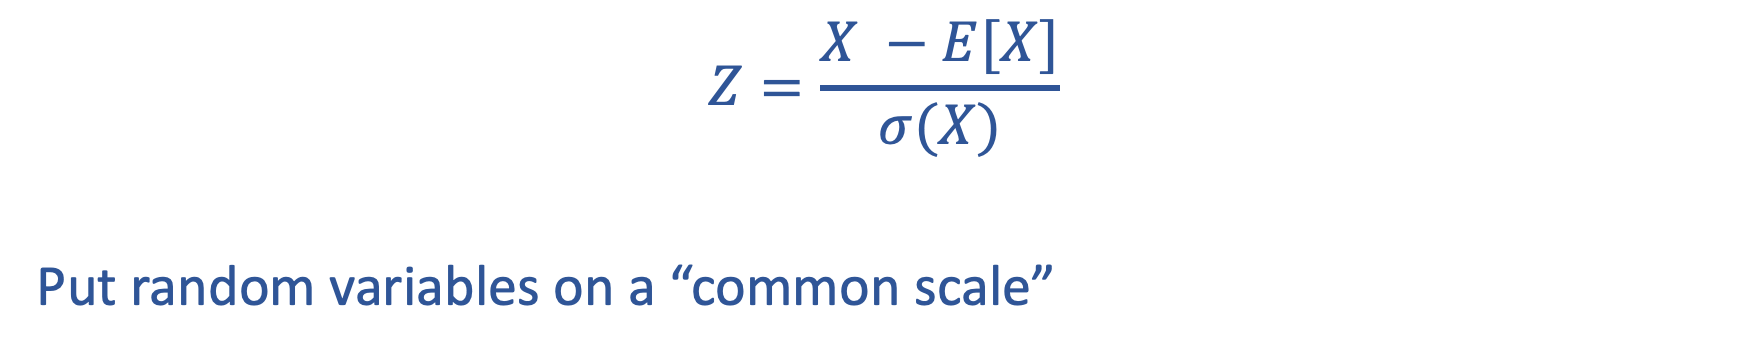 Z = (X − E[X]) / σ(X)
Put random variables on a “common scale”